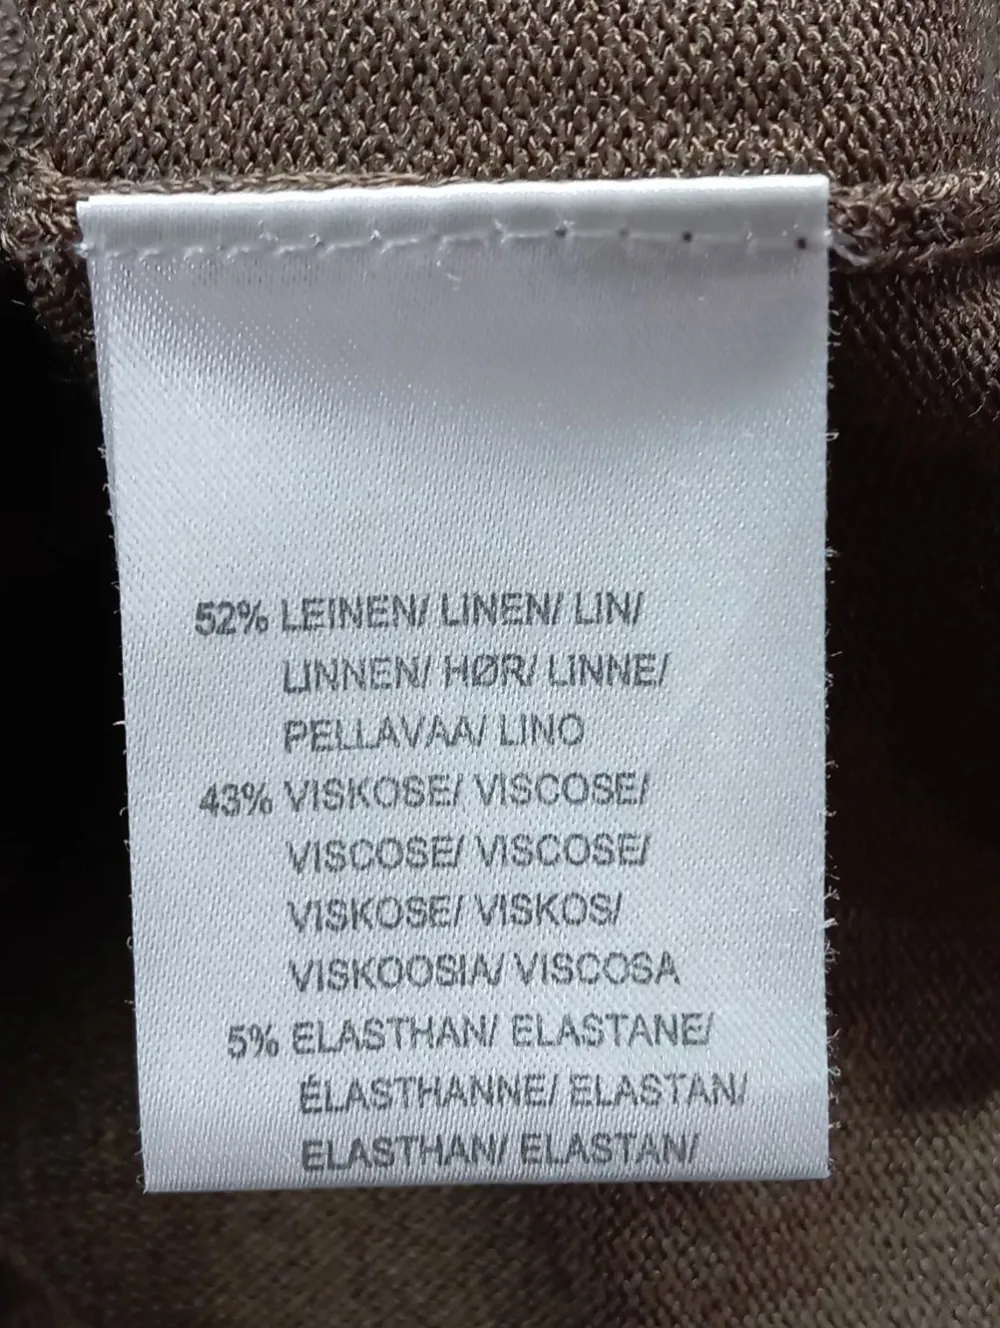 52% LEINEN/ LINEN/ LIN/
LINNEN/ HØR/ LINNE/
PELLAVAA/ LINO
43% VISKOSE/ VISCOSE/
VISCOSE/ VISCOSE/
VISKOSE/ VISKOS/
VISKOOSIA/ VISCOSA
5% ELASTHAN/ ELASTANE/
ÉLASTHANNE/ ELASTAN/
ELASTHAN/ ELASTAN/